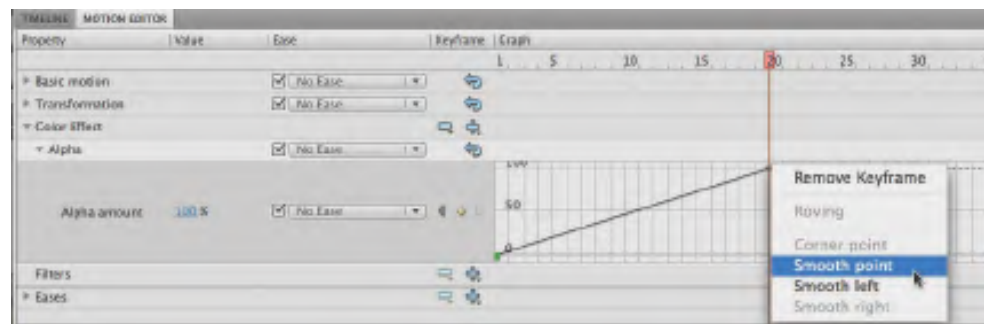 TIMELINE MOTION EDITOR
Property Value Ease Keyframe Graph
1 5 10 15 20 25 30
Basic motion No Ease
Transformation No Ease
Color Effect
Alpha No Ease
100
Alpha amount 100 % No Ease
50
0
Filters
Eases
Remove Keyframe
Roving
Corner point
Smooth point
Smooth left
Smooth right